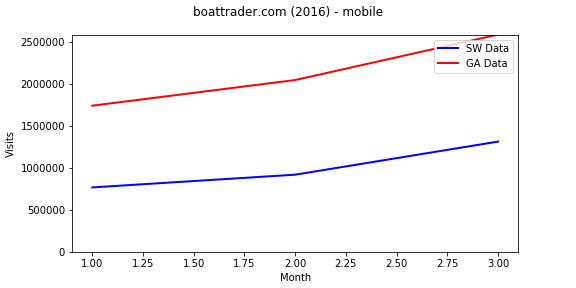 boattrader.com (2016) - mobile
SW Data
GA Data
2500000
2000000
1500000
1000000
500000
0
Visits
1.00 1.25 1.50 1.75 2.00 2.25 2.50 2.75 3.00
Month